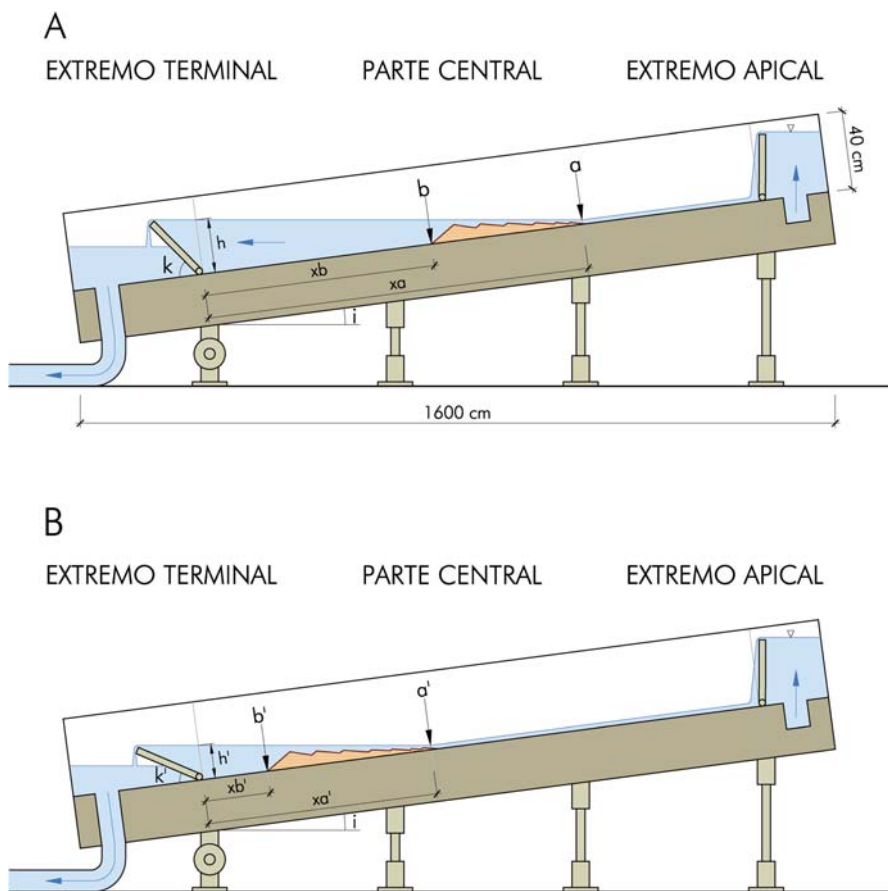 A
EXTREMO TERMINAL PARTE CENTRAL EXTREMO APICAL
40 cm
a
b
h
k
xb
xa
i
1600 cm
B
EXTREMO TERMINAL PARTE CENTRAL EXTREMO APICAL
a'
b'
h'
k'
xb'
xa'
i